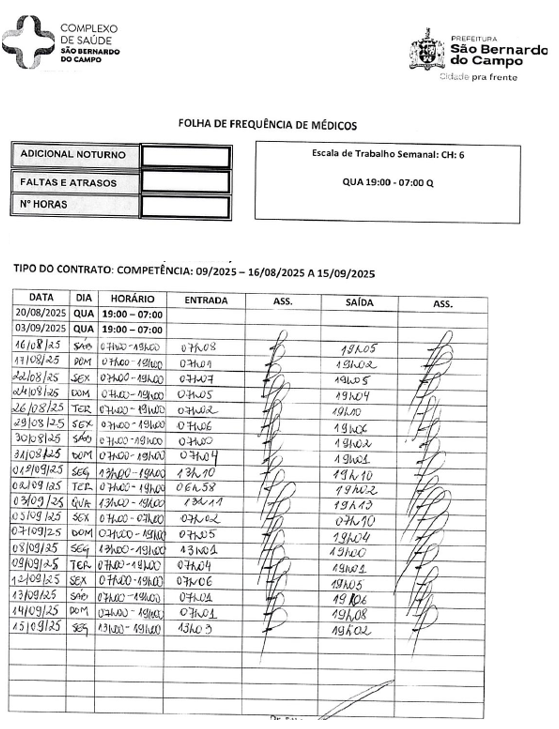 COMPLEXO
DE SAÚDE
SÃO BERNARDO
DO CAMPO
PREFEITURA
São Bernardo
do Campo
Cidade pra frente
FOLHA DE FREQUÊNCIA DE MÉDICOS
ADICIONAL NOTURNO
FALTAS E ATRASOS
Nº HORAS
Escala de Trabalho Semanal: CH: 6
QUA 19:00 - 07:00 Q
TIPO DO CONTRATO: COMPETÊNCIA: 09/2025 – 16/08/2025 A 15/09/2025
DATA DIA HORÁRIO ENTRADA ASS. SAÍDA ASS.
20/08/2025 QUA 19:00 – 07:00
03/09/2025 QUA 19:00 – 07:00
16/08/25 SÁB 07h00-19h00 07h08 19h05
17/08/25 DOM 07h00-19h00 07h01 19h02
22/08/25 SEX 07h00-19h00 07h07 19h05
24/08/25 DOM 07h00-19h00 07h05 19h04
26/08/25 TER 07h00-19h00 07h02 19h10
29/08/25 SEX 07h00-19h00 07h06 19h06
30/08/25 SÁB 07h00-19h00 07h00 19h02
31/08/25 DOM 07h00-19h00 07h04 19h01
01/09/25 SEG 13h00-19h00 13h10 19h10
02/09/25 TER 07h00-19h00 06h58 19h02
03/09/25 QUA 13h00-19h00 13h11 19h13
05/09/25 SEX 07h00-07h00 07h02 07h10
07/09/25 DOM 07h00-19h00 07h05 19h04
08/09/25 SEG 13h00-19h00 13h01 19h00
09/09/25 TER 07h00-19h00 07h04 19h01
12/09/25 SEX 07h00-19h00 07h06 19h05
13/09/25 SÁB 07h00-19h00 07h01 19h06
14/09/25 DOM 07h00-19h00 07h01 19h08
15/09/25 SEG 13h00-19h00 13h03 19h02